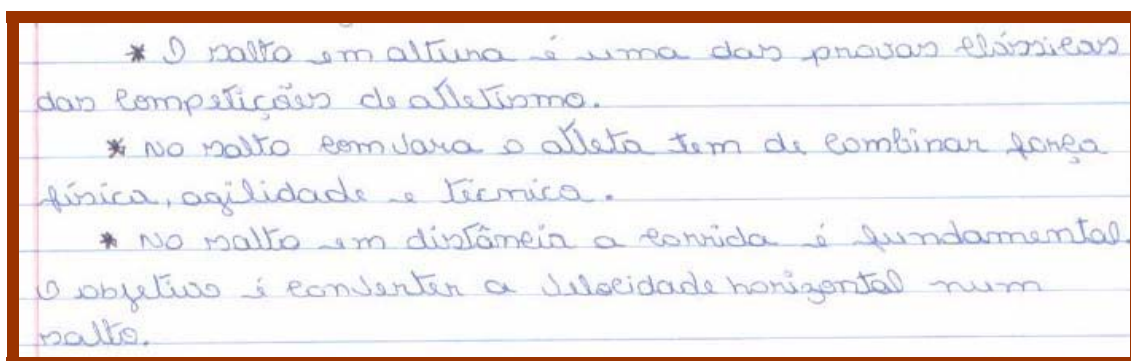 * O salto em altura é uma das provas clássicas
das competições de atletismo.
* No salto com vara o atleta tem de combinar força
física, agilidade e técnica.
* No salto em distância a corrida é fundamental.
O objetivo é converter a velocidade horizontal num
salto.